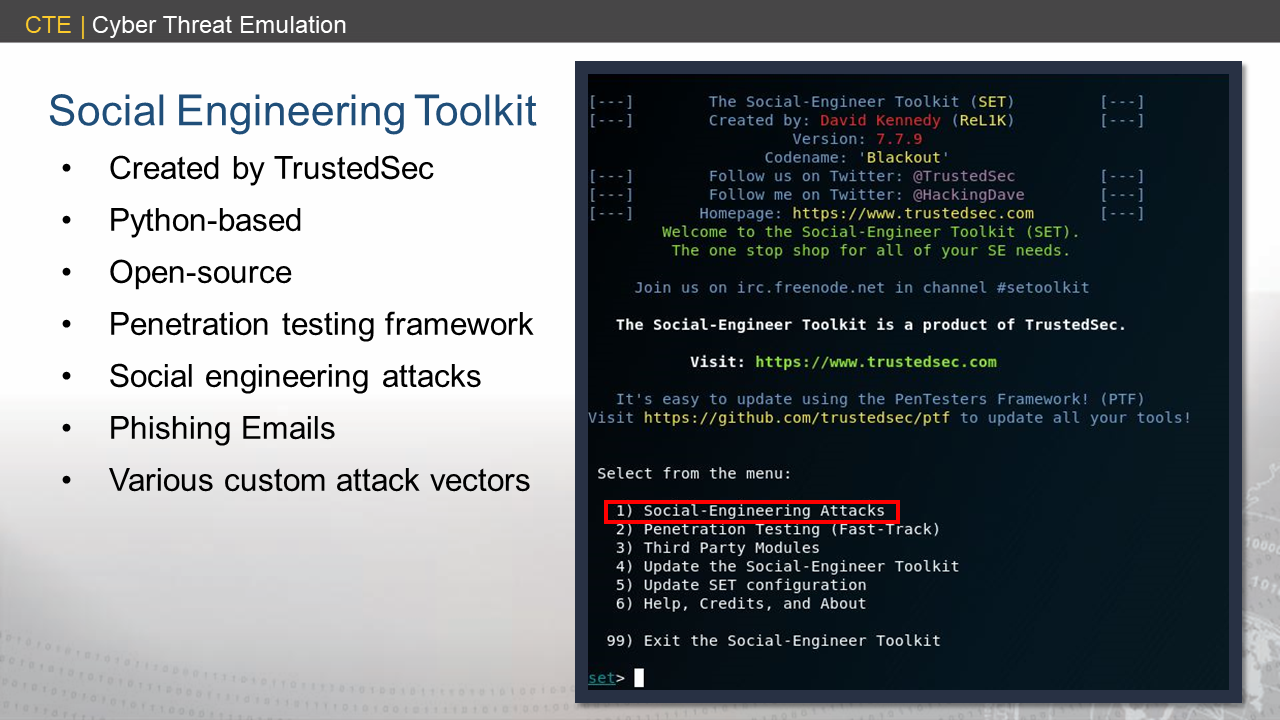 CTE | Cyber Threat Emulation
Social Engineering Toolkit
• Created by TrustedSec
• Python-based
• Open-source
• Penetration testing framework
• Social engineering attacks
• Phishing Emails
• Various custom attack vectors
[---] The Social-Engineer Toolkit (SET) [---]
[---] Created by: David Kennedy (ReL1K) [---]
Version: 7.7.9
Codename: 'Blackout'
[---] Follow us on Twitter: @TrustedSec [---]
[---] Follow me on Twitter: @HackingDave [---]
[---] Homepage: https://www.trustedsec.com [---]
Welcome to the Social-Engineer Toolkit (SET).
The one stop shop for all of your SE needs.
Join us on irc.freenode.net in channel #setoolkit
The Social-Engineer Toolkit is a product of TrustedSec.
Visit: https://www.trustedsec.com
It's easy to update using the PenTesters Framework! (PTF)
Visit https://github.com/trustedsec/ptf to update all your tools!
Select from the menu:
1) Social-Engineering Attacks
2) Penetration Testing (Fast-Track)
3) Third Party Modules
4) Update the Social-Engineer Toolkit
5) Update SET configuration
6) Help, Credits, and About
99) Exit the Social-Engineer Toolkit
set>